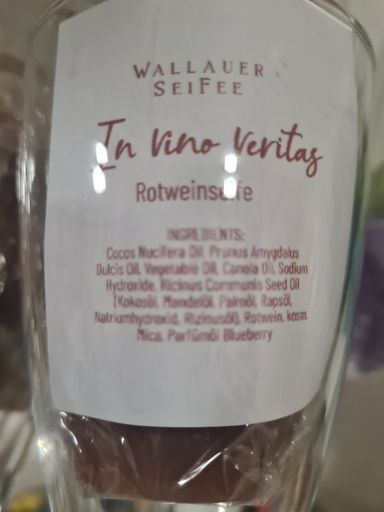 WALLAUER
SEIFEE
In Vino Veritas
Rotweinseife
INGREDIENTS:
Cocos Nucifera Oil, Prunus Amygdalus
Dulcis Oil, Vegetable Oil, Canola Oil, Sodium
Hydroxide, Ricinus Communis Seed Oil
(Kokosöl, Mandelöl, Palmöl, Rapsöl,
Natriumhydroxid, Rizinusöl), Rotwein, kosm.
Mica, Parfümöl Blueberry